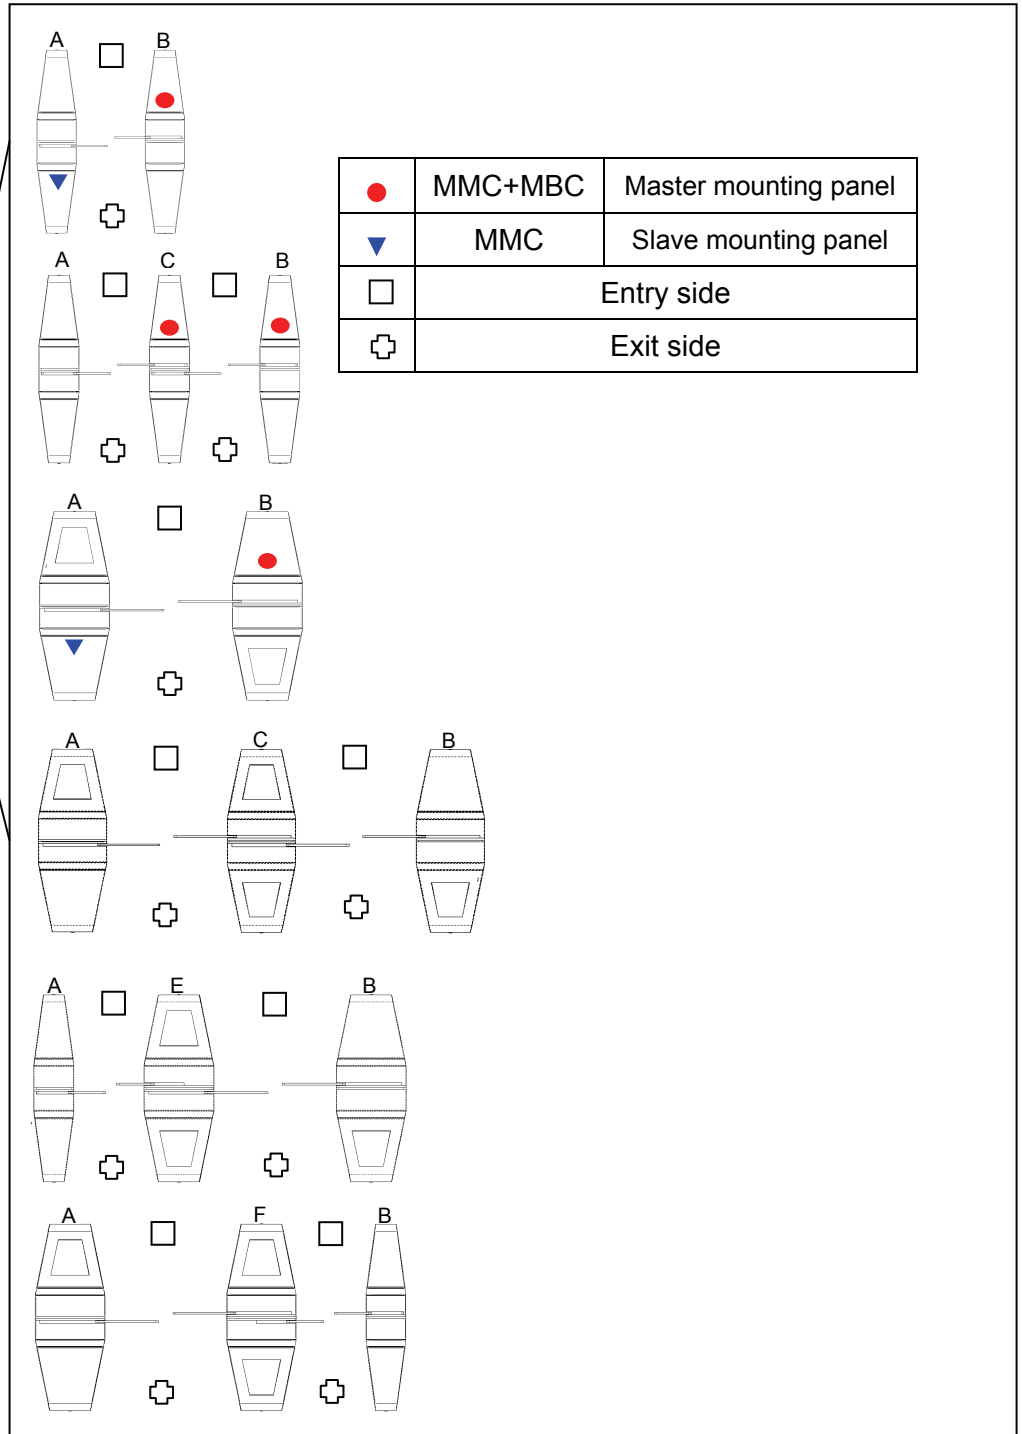 A B
MMC+MBC Master mounting panel
MMC Slave mounting panel
Entry side
Exit side
A C B
A B
A C B
A E B
A F B